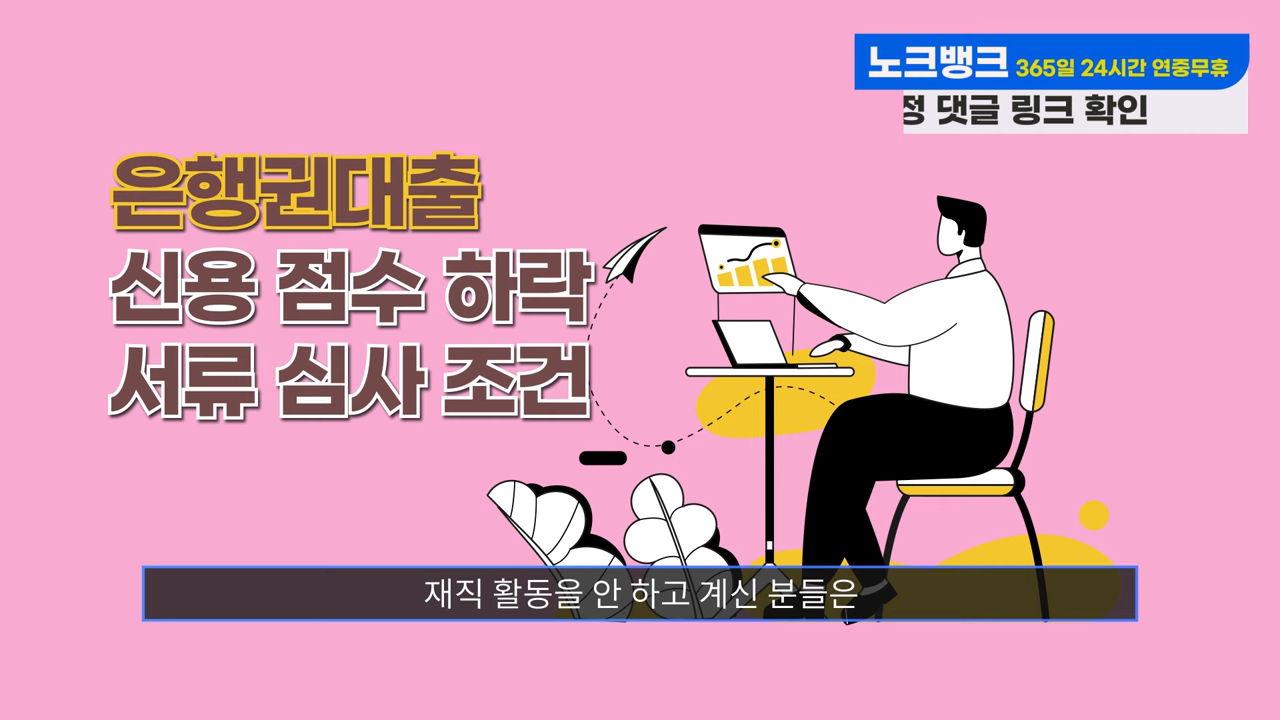 노크뱅크 365일 24시간 연중무휴
댓글 링크 확인
은행권대출
신용 점수 하락
서류 심사 조건
재직 활동을 안 하고 계신 분들은